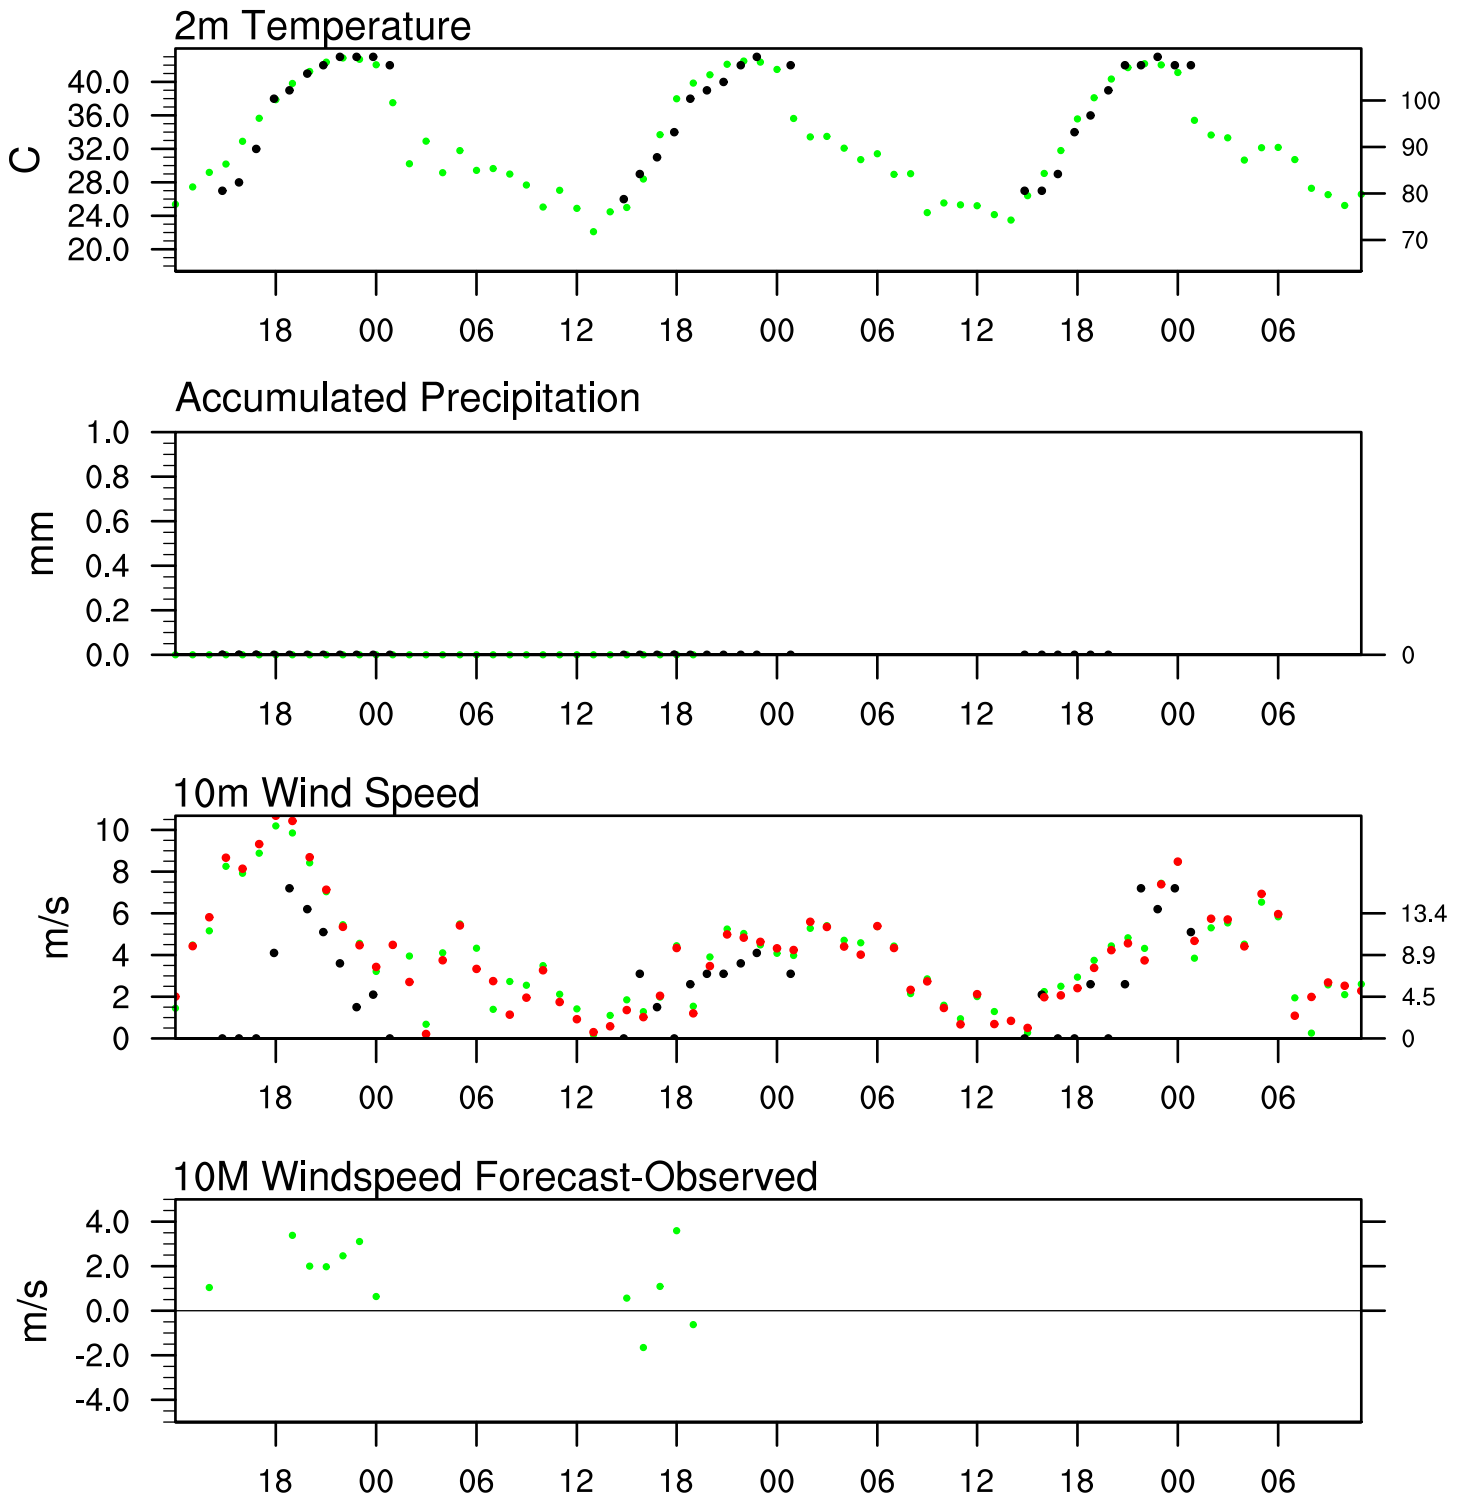 2m Temperature
40.0
36.0
32.0
28.0
24.0
20.0
C
100
90
80
70
18 00 06 12 18 00 06 12 18 00 06
Accumulated Precipitation
1.0
0.8
0.6
0.4
0.2
0.0
mm
0
18 00 06 12 18 00 06 12 18 00 06
10m Wind Speed
10
8
6
4
2
0
m/s
13.4
8.9
4.5
0
18 00 06 12 18 00 06 12 18 00 06
10M Windspeed Forecast-Observed
4.0
2.0
0.0
-2.0
-4.0
m/s
18 00 06 12 18 00 06 12 18 00 06